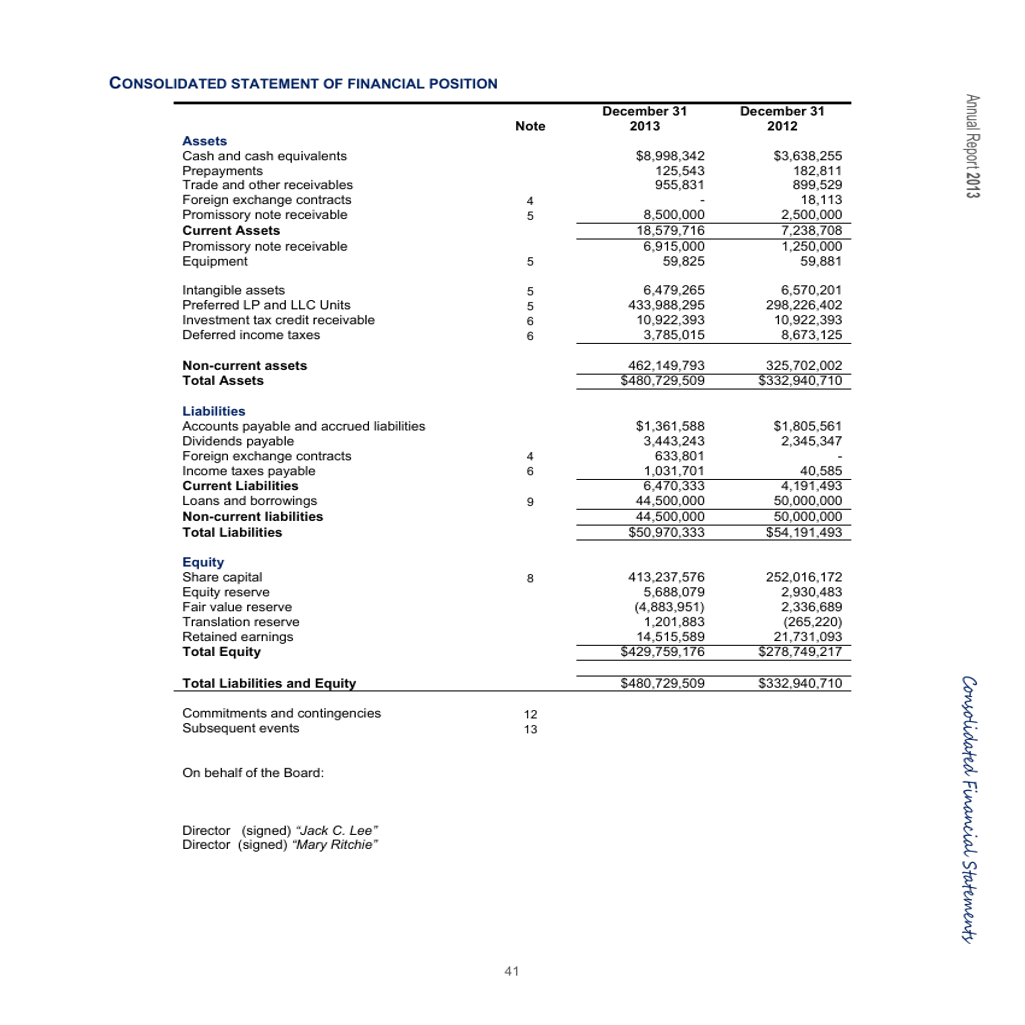 CONSOLIDATED STATEMENT OF FINANCIAL POSITION
December 31 December 31
Note 2013 2012
Assets
Cash and cash equivalents $8,998,342 $3,638,255
Prepayments 125,543 182,811
Trade and other receivables 955,831 899,529
Foreign exchange contracts 4 - 18,113
Promissory note receivable 5 8,500,000 2,500,000
Current Assets 18,579,716 7,238,708
Promissory note receivable 6,915,000 1,250,000
Equipment 5 59,825 59,881
Intangible assets 5 6,479,265 6,570,201
Preferred LP and LLC Units 5 433,988,295 298,226,402
Investment tax credit receivable 6 10,922,393 10,922,393
Deferred income taxes 6 3,785,015 8,673,125
Non-current assets 462,149,793 325,702,002
Total Assets $480,729,509 $332,940,710
Liabilities
Accounts payable and accrued liabilities $1,361,588 $1,805,561
Dividends payable 3,443,243 2,345,347
Foreign exchange contracts 4 633,801 -
Income taxes payable 6 1,031,701 40,585
Current Liabilities 6,470,333 4,191,493
Loans and borrowings 9 44,500,000 50,000,000
Non-current liabilities 44,500,000 50,000,000
Total Liabilities $50,970,333 $54,191,493
Equity
Share capital 8 413,237,576 252,016,172
Equity reserve 5,688,079 2,930,483
Fair value reserve (4,883,951) 2,336,689
Translation reserve 1,201,883 (265,220)
Retained earnings 14,515,589 21,731,093
Total Equity $429,759,176 $278,749,217
Total Liabilities and Equity $480,729,509 $332,940,710
Commitments and contingencies 12
Subsequent events 13
On behalf of the Board:
Director (signed) “Jack C. Lee”
Director (signed) “Mary Ritchie”
Annual Report 2013
Consolidated Financial Statements
41